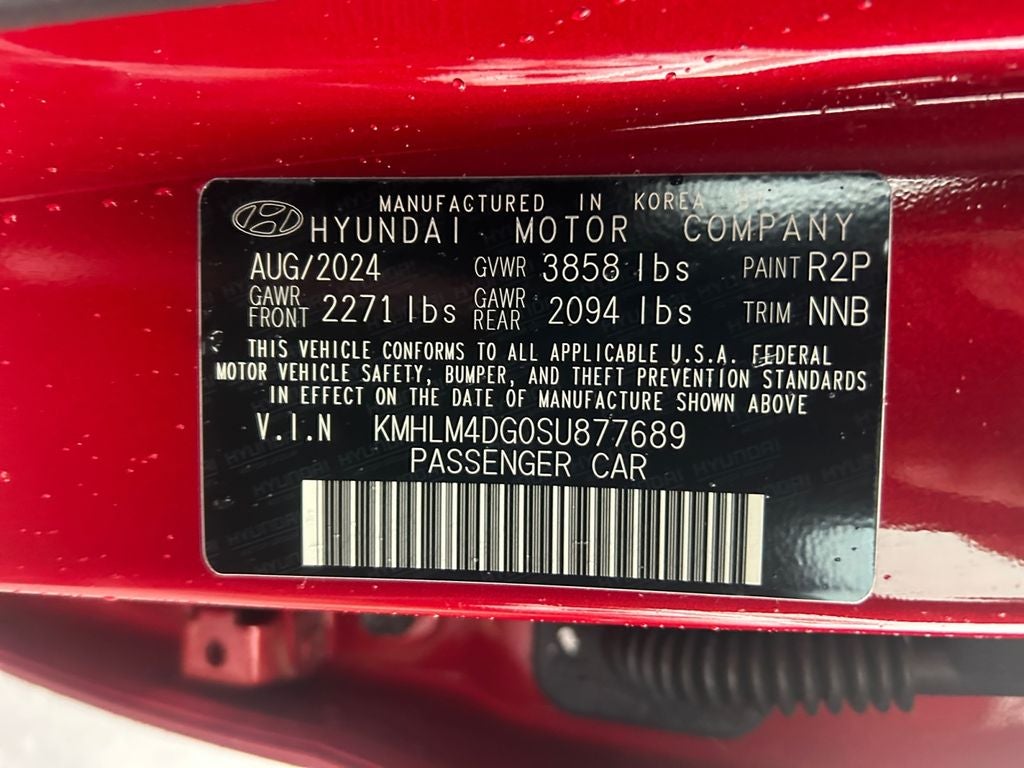 MANUFACTURED IN KOREA BY
HYUNDAI MOTOR COMPANY
AUG/2024 GVWR 3858 lbs PAINT R2P
GAWR FRONT 2271 lbs GAWR REAR 2094 lbs TRIM NNB
THIS VEHICLE CONFORMS TO ALL APPLICABLE U.S.A. FEDERAL
MOTOR VEHICLE SAFETY, BUMPER, AND THEFT PREVENTION STANDARDS
IN EFFECT ON THE DATE OF MANUFACTURE SHOWN ABOVE
V.I.N KMHLM4DG0SU877689
PASSENGER CAR